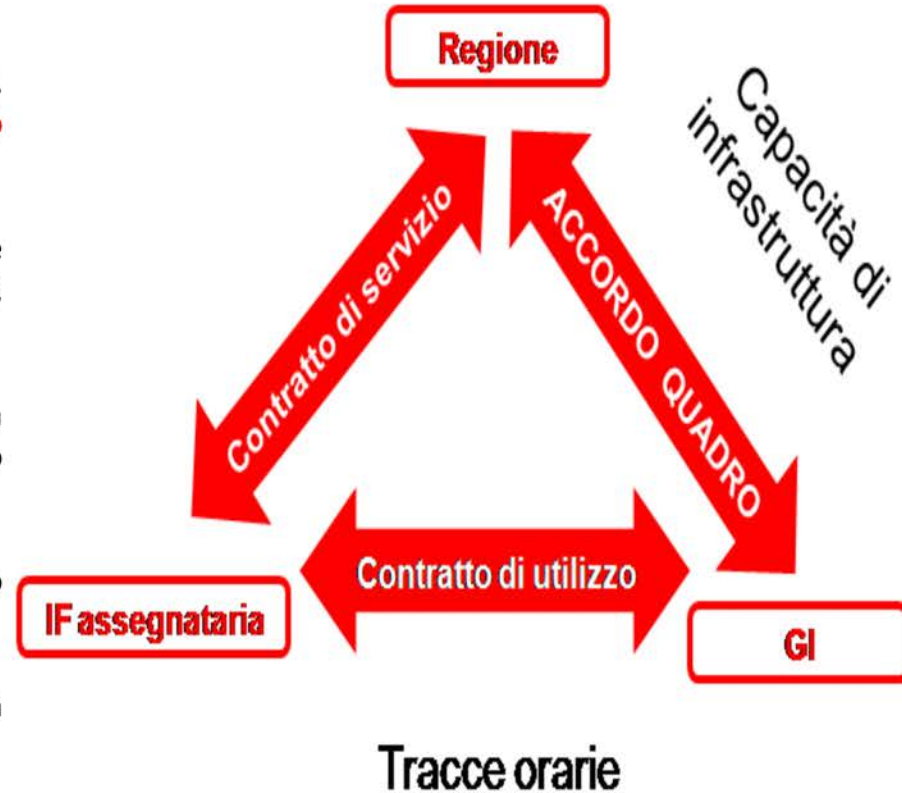 Regione
Capacità di
infrastruttura
Contratto di servizio
ACCORDO QUADRO
Contratto di utilizzo
IF assegnataria
GI
Tracce orarie